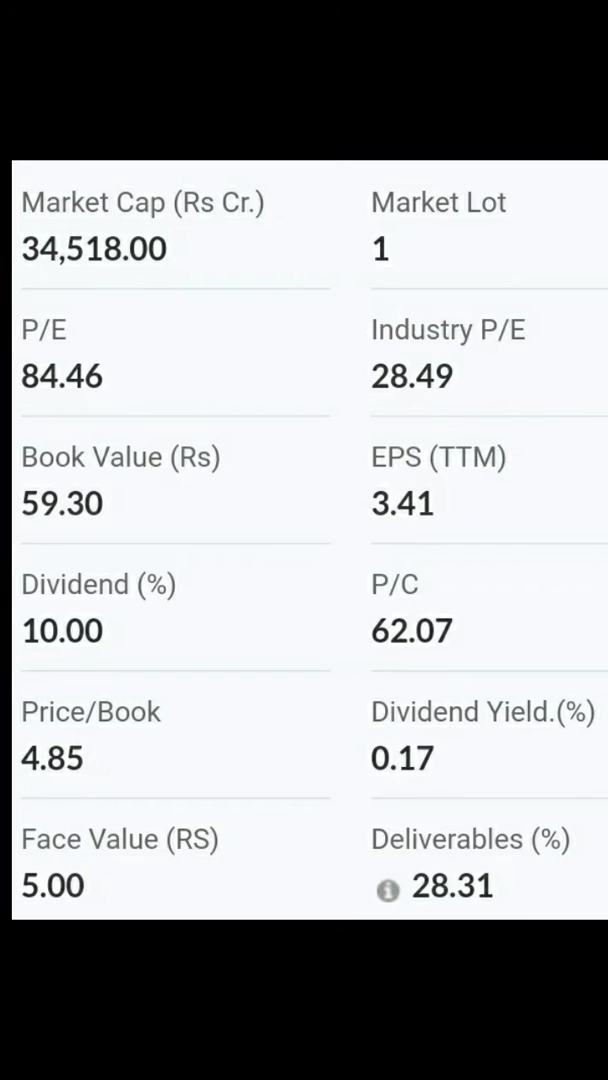 Market Cap (Rs Cr.) Market Lot
34,518.00 1
P/E Industry P/E
84.46 28.49
Book Value (Rs) EPS (TTM)
59.30 3.41
Dividend (%) P/C
10.00 62.07
Price/Book Dividend Yield.(%)
4.85 0.17
Face Value (RS) Deliverables (%)
5.00 28.31